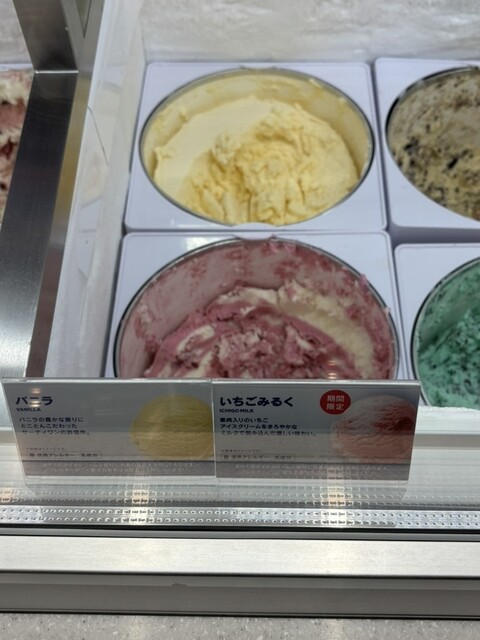 バニラ
VANILLA
バニラの豊かな香りに
とことんこだわった
サーティワンの自信作。
いちごみるく
ICHIGO MILK
期間
限定
果肉入りのいちご
アイスクリームをまろやかな
ミルクで包み込んだ優しい味わい。